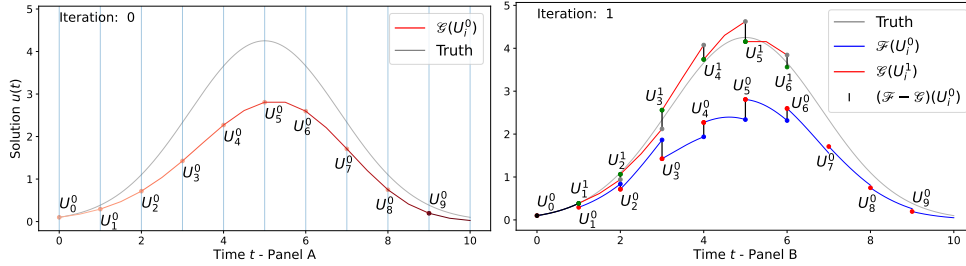 Iteration: 0
𝒢(U_i^0)
Truth
Solution u(t)
5
4
3
2
1
0
U_0^0
U_1^0
U_2^0
U_3^0
U_4^0
U_5^0
U_6^0
U_7^0
U_8^0
U_9^0
0 2 4 6 8 10
Time t - Panel A
Iteration: 1
Truth
ℱ(U_i^0)
𝒢(U_i^1)
(ℱ − 𝒢)(U_i^0)
5
4
3
2
1
0
U_0^0
U_1^1
U_1^0
U_2^1
U_2^0
U_3^1
U_3^0
U_4^1
U_4^0
U_5^1
U_5^0
U_6^1
U_6^0
U_7^0
U_8^0
U_9^0
0 2 4 6 8 10
Time t - Panel B